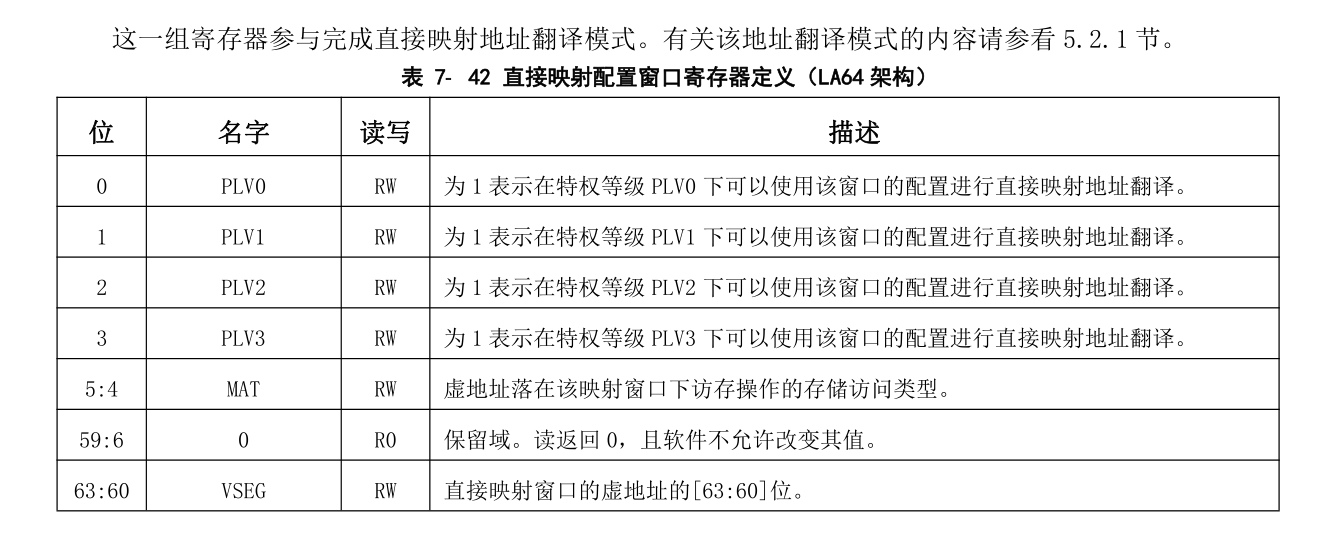 这一组寄存器参与完成直接映射地址翻译模式。有关该地址翻译模式的内容请参看 5.2.1 节。
表 7- 42 直接映射配置窗口寄存器定义（LA64 架构）
位 名字 读写 描述
0 PLV0 RW 为 1 表示在特权等级 PLV0 下可以使用该窗口的配置进行直接映射地址翻译。
1 PLV1 RW 为 1 表示在特权等级 PLV1 下可以使用该窗口的配置进行直接映射地址翻译。
2 PLV2 RW 为 1 表示在特权等级 PLV2 下可以使用该窗口的配置进行直接映射地址翻译。
3 PLV3 RW 为 1 表示在特权等级 PLV3 下可以使用该窗口的配置进行直接映射地址翻译。
5:4 MAT RW 虚地址落在该映射窗口下访存操作的存储访问类型。
59:6 0 R0 保留域。读返回 0，且软件不允许改变其值。
63:60 VSEG RW 直接映射窗口的虚地址的[63:60]位。